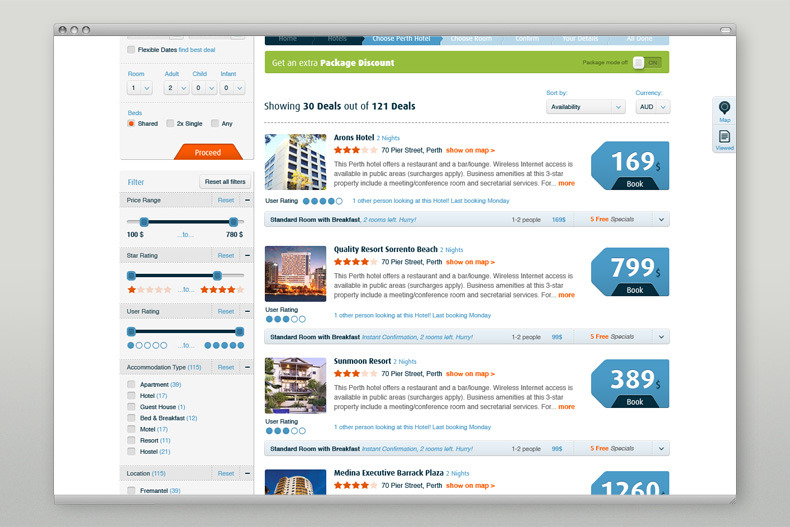 Home
Hotels
Choose Perth Hotel
Choose Room
Confirm
Your Details
All Done
Flexible Dates find best deal
Room
Adult
Child
Infant
1
2
0
0
Beds
Shared
2x Single
Any
Proceed
Filter
Reset all filters
Price Range
Reset
100 $
...to...
780 $
Star Rating
Reset
...to...
User Rating
Reset
...to...
Accommodation Type (115)
Reset
Apartment (39)
Hotel (17)
Guest House (1)
Bed & Breakfast (12)
Motel (17)
Resort (11)
Hostel (21)
Location (115)
Reset
Fremantel (39)
Get an extra Package Discount
Package mode off
ON
Showing 30 Deals out of 121 Deals
Sort by:
Availability
Currency:
AUD
Map
Viewed
Arons Hotel 2 Nights
70 Pier Street, Perth show on map >
This Perth hotel offers a restaurant and a bar/lounge. Wireless Internet access is
available in public areas (surcharges apply). Business amenities at this 3-star
property include a meeting/conference room and secretarial services. For... more
169$
Book
User Rating
1 other person looking at this Hotel! Last booking Monday
Standard Room with Breakfast, 2 rooms left. Hurry!
1-2 people
169$
5 Free Specials
Quality Resort Sorrento Beach 2 Nights
70 Pier Street, Perth show on map >
This Perth hotel offers a restaurant and a bar/lounge. Wireless Internet access is
available in public areas (surcharges apply). Business amenities at this 3-star
property include a meeting/conference room and secretarial services. For... more
799$
Book
User Rating
1 other person looking at this Hotel! Last booking Monday
Standard Room with Breakfast Instant Confirmation, 2 rooms left. Hurry!
1-2 people
99$
5 Free Specials
Sunmoon Resort 2 Nights
70 Pier Street, Perth show on map >
This Perth hotel offers a restaurant and a bar/lounge. Wireless Internet access is
available in public areas (surcharges apply). Business amenities at this 3-star
property include a meeting/conference room and secretarial services. For... more
389$
Book
User Rating
1 other person looking at this Hotel! Last booking Monday
Standard Room with Breakfast Instant Confirmation, 2 rooms left. Hurry!
1-2 people
99$
5 Free Specials
Medina Executive Barrack Plaza 2 Nights
70 Pier Street, Perth show on map >
1260$